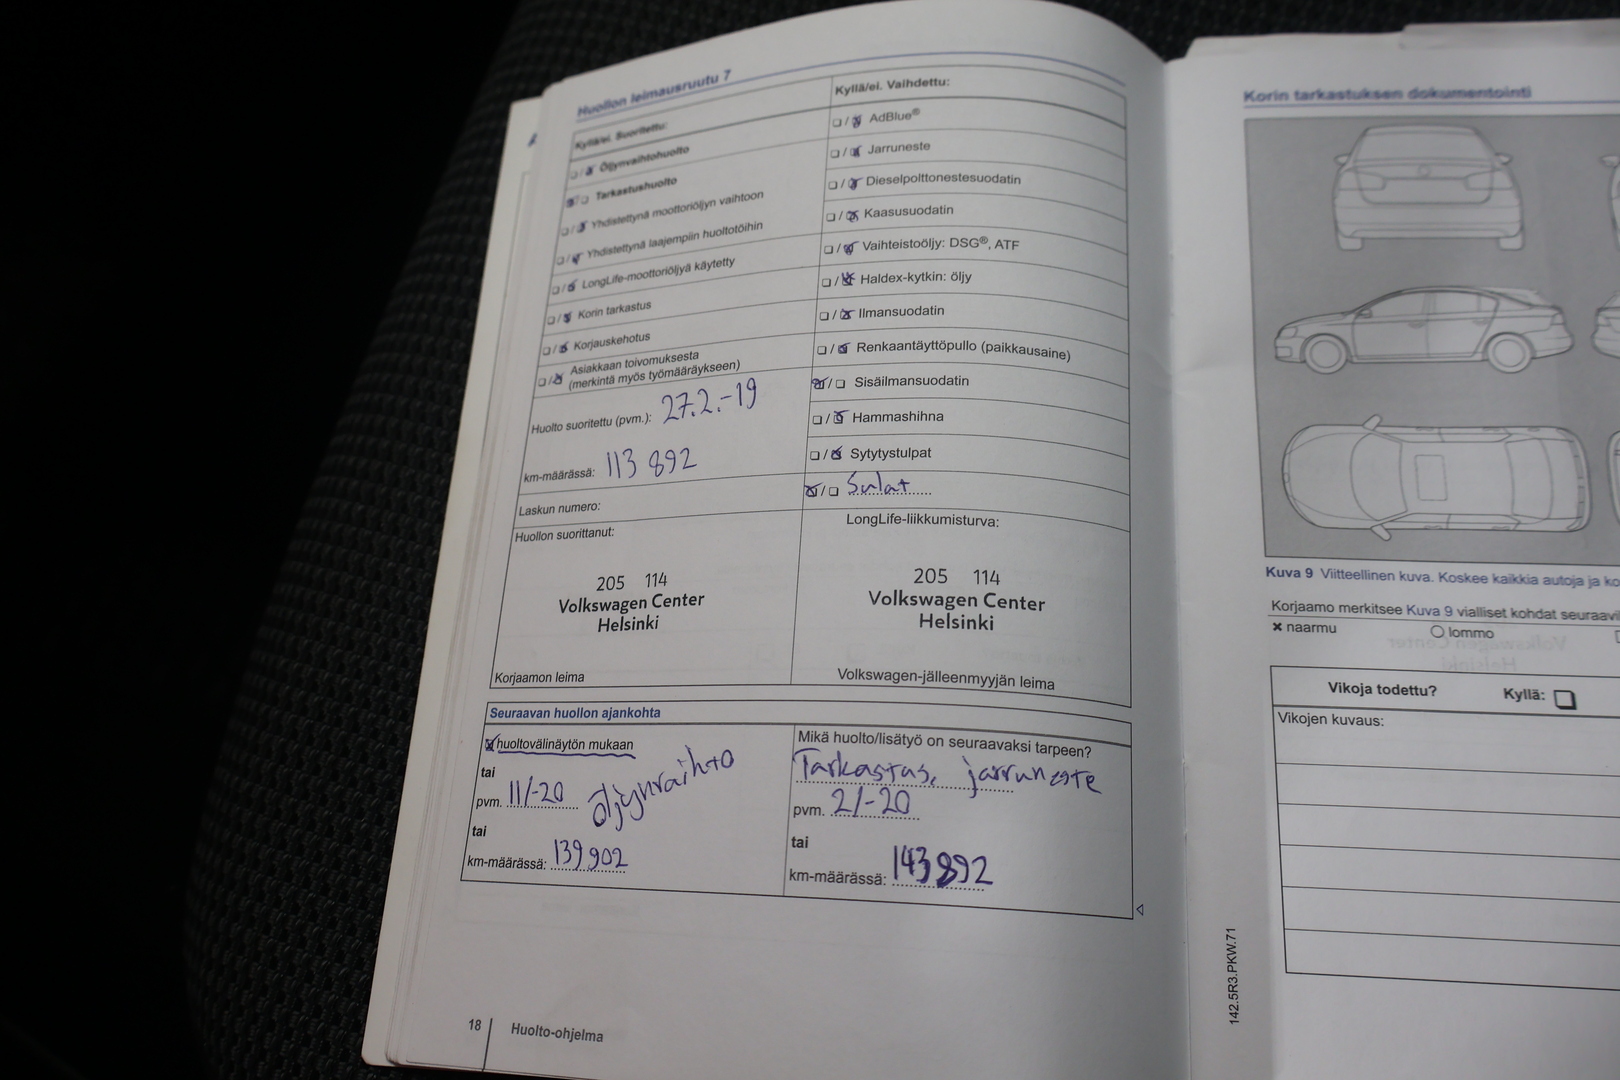 Huollon leimausruutu 7
Kyllä/ei. Suoritettu:
❏ / ☒ Öljynvaihtohuolto
☒ / ❏ Tarkastushuolto
❏ / ☒ Yhdistettynä moottoriöljyn vaihtoon
❏ / ☒ Yhdistettynä laajempiin huoltotöihin
❏ / ☒ LongLife-moottoriöljyä käytetty
❏ / ☒ Korin tarkastus
❏ / ☒ Korjauskehotus
❏ / ☒ Asiakkaan toivomuksesta
(merkintä myös työmääräykseen)
Huolto suoritettu (pvm.): 27.2.-19
km-määrässä: 113 892
Laskun numero:
Huollon suorittanut:
205 114
Volkswagen Center
Helsinki
Korjaamon leima
Kyllä/ei. Vaihdettu:
❏ / ☒ AdBlue®
❏ / ☒ Jarruneste
❏ / ☒ Dieselpolttonestesuodatin
❏ / ☒ Kaasusuodatin
❏ / ☒ Vaihteistoöljy: DSG®, ATF
❏ / ☒ Haldex-kytkin: öljy
❏ / ☒ Ilmansuodatin
❏ / ☒ Renkaantäyttöpullo (paikkausaine)
☒ / ❏ Sisäilmansuodatin
❏ / ☒ Hammashihna
❏ / ☒ Sytytystulpat
☒ / ❏ Sulat
LongLife-liikkumisturva:
205 114
Volkswagen Center
Helsinki
Volkswagen-jälleenmyyjän leima
Seuraavan huollon ajankohta
☒ huoltovälinäytön mukaan
tai
pvm. 11/-20 öljynvaihto
tai
km-määrässä: 139 902
Mikä huolto/lisätyö on seuraavaksi tarpeen?
Tarkastus, jarruneste
pvm. 2/-20
tai
km-määrässä: 143 892
18 Huolto-ohjelma
Korin tarkastuksen dokumentointi
Kuva 9 Viitteellinen kuva. Koskee kaikkia autoja ja
Korjaamo merkitsee Kuva 9 vialliset kohdat
× naarmu ○ lommo
Vikoja todettu? Kyllä: ❏
Vikojen kuvaus:
142.5R3.PKW.71